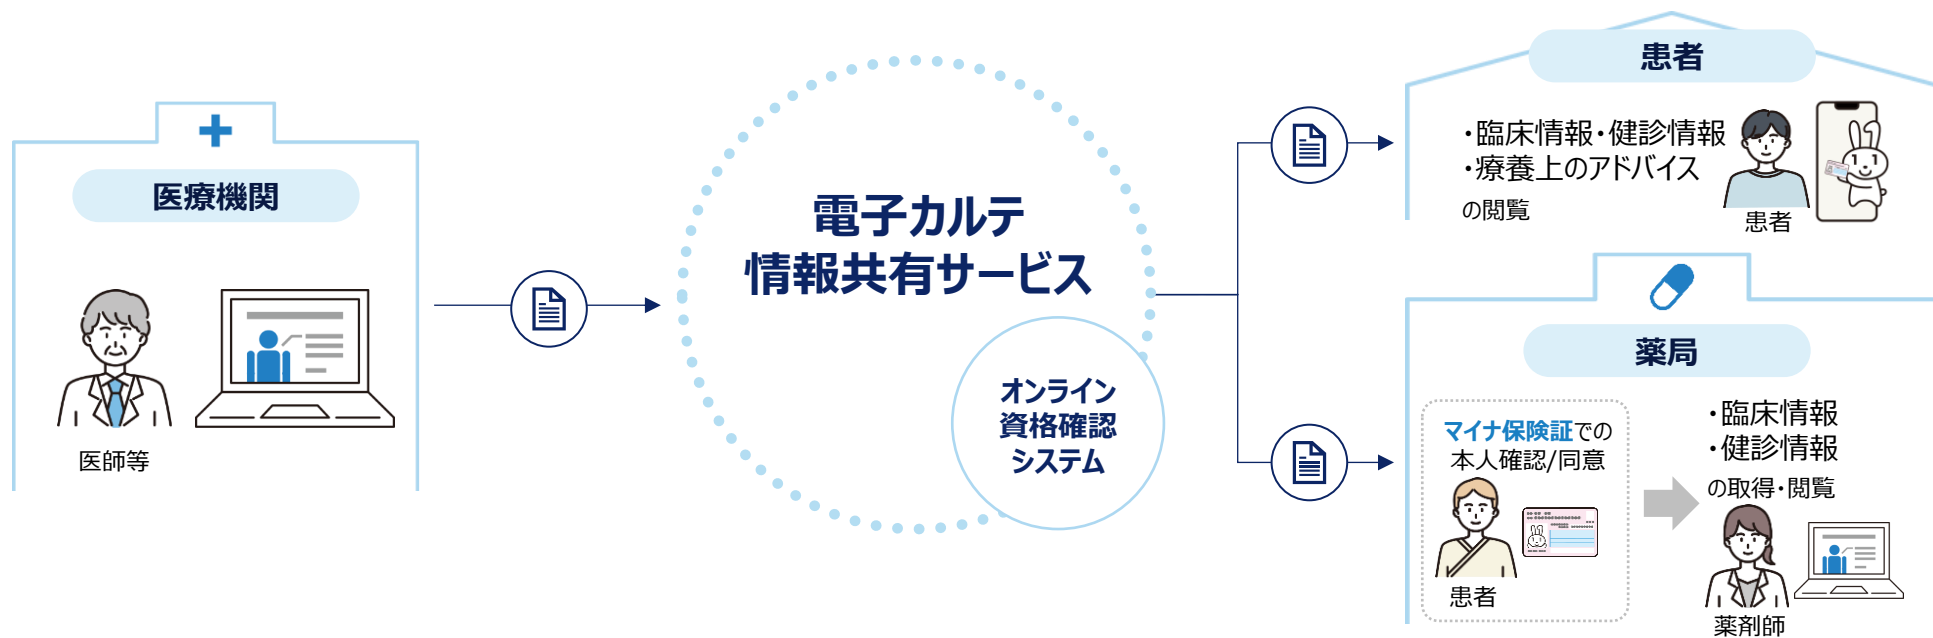 医療機関
医師等
電子カルテ
情報共有サービス
オンライン
資格確認
システム
患者
・臨床情報・健診情報
・療養上のアドバイス
の閲覧
患者
薬局
マイナ保険証での
本人確認/同意
患者
・臨床情報
・健診情報
の取得・閲覧
薬剤師